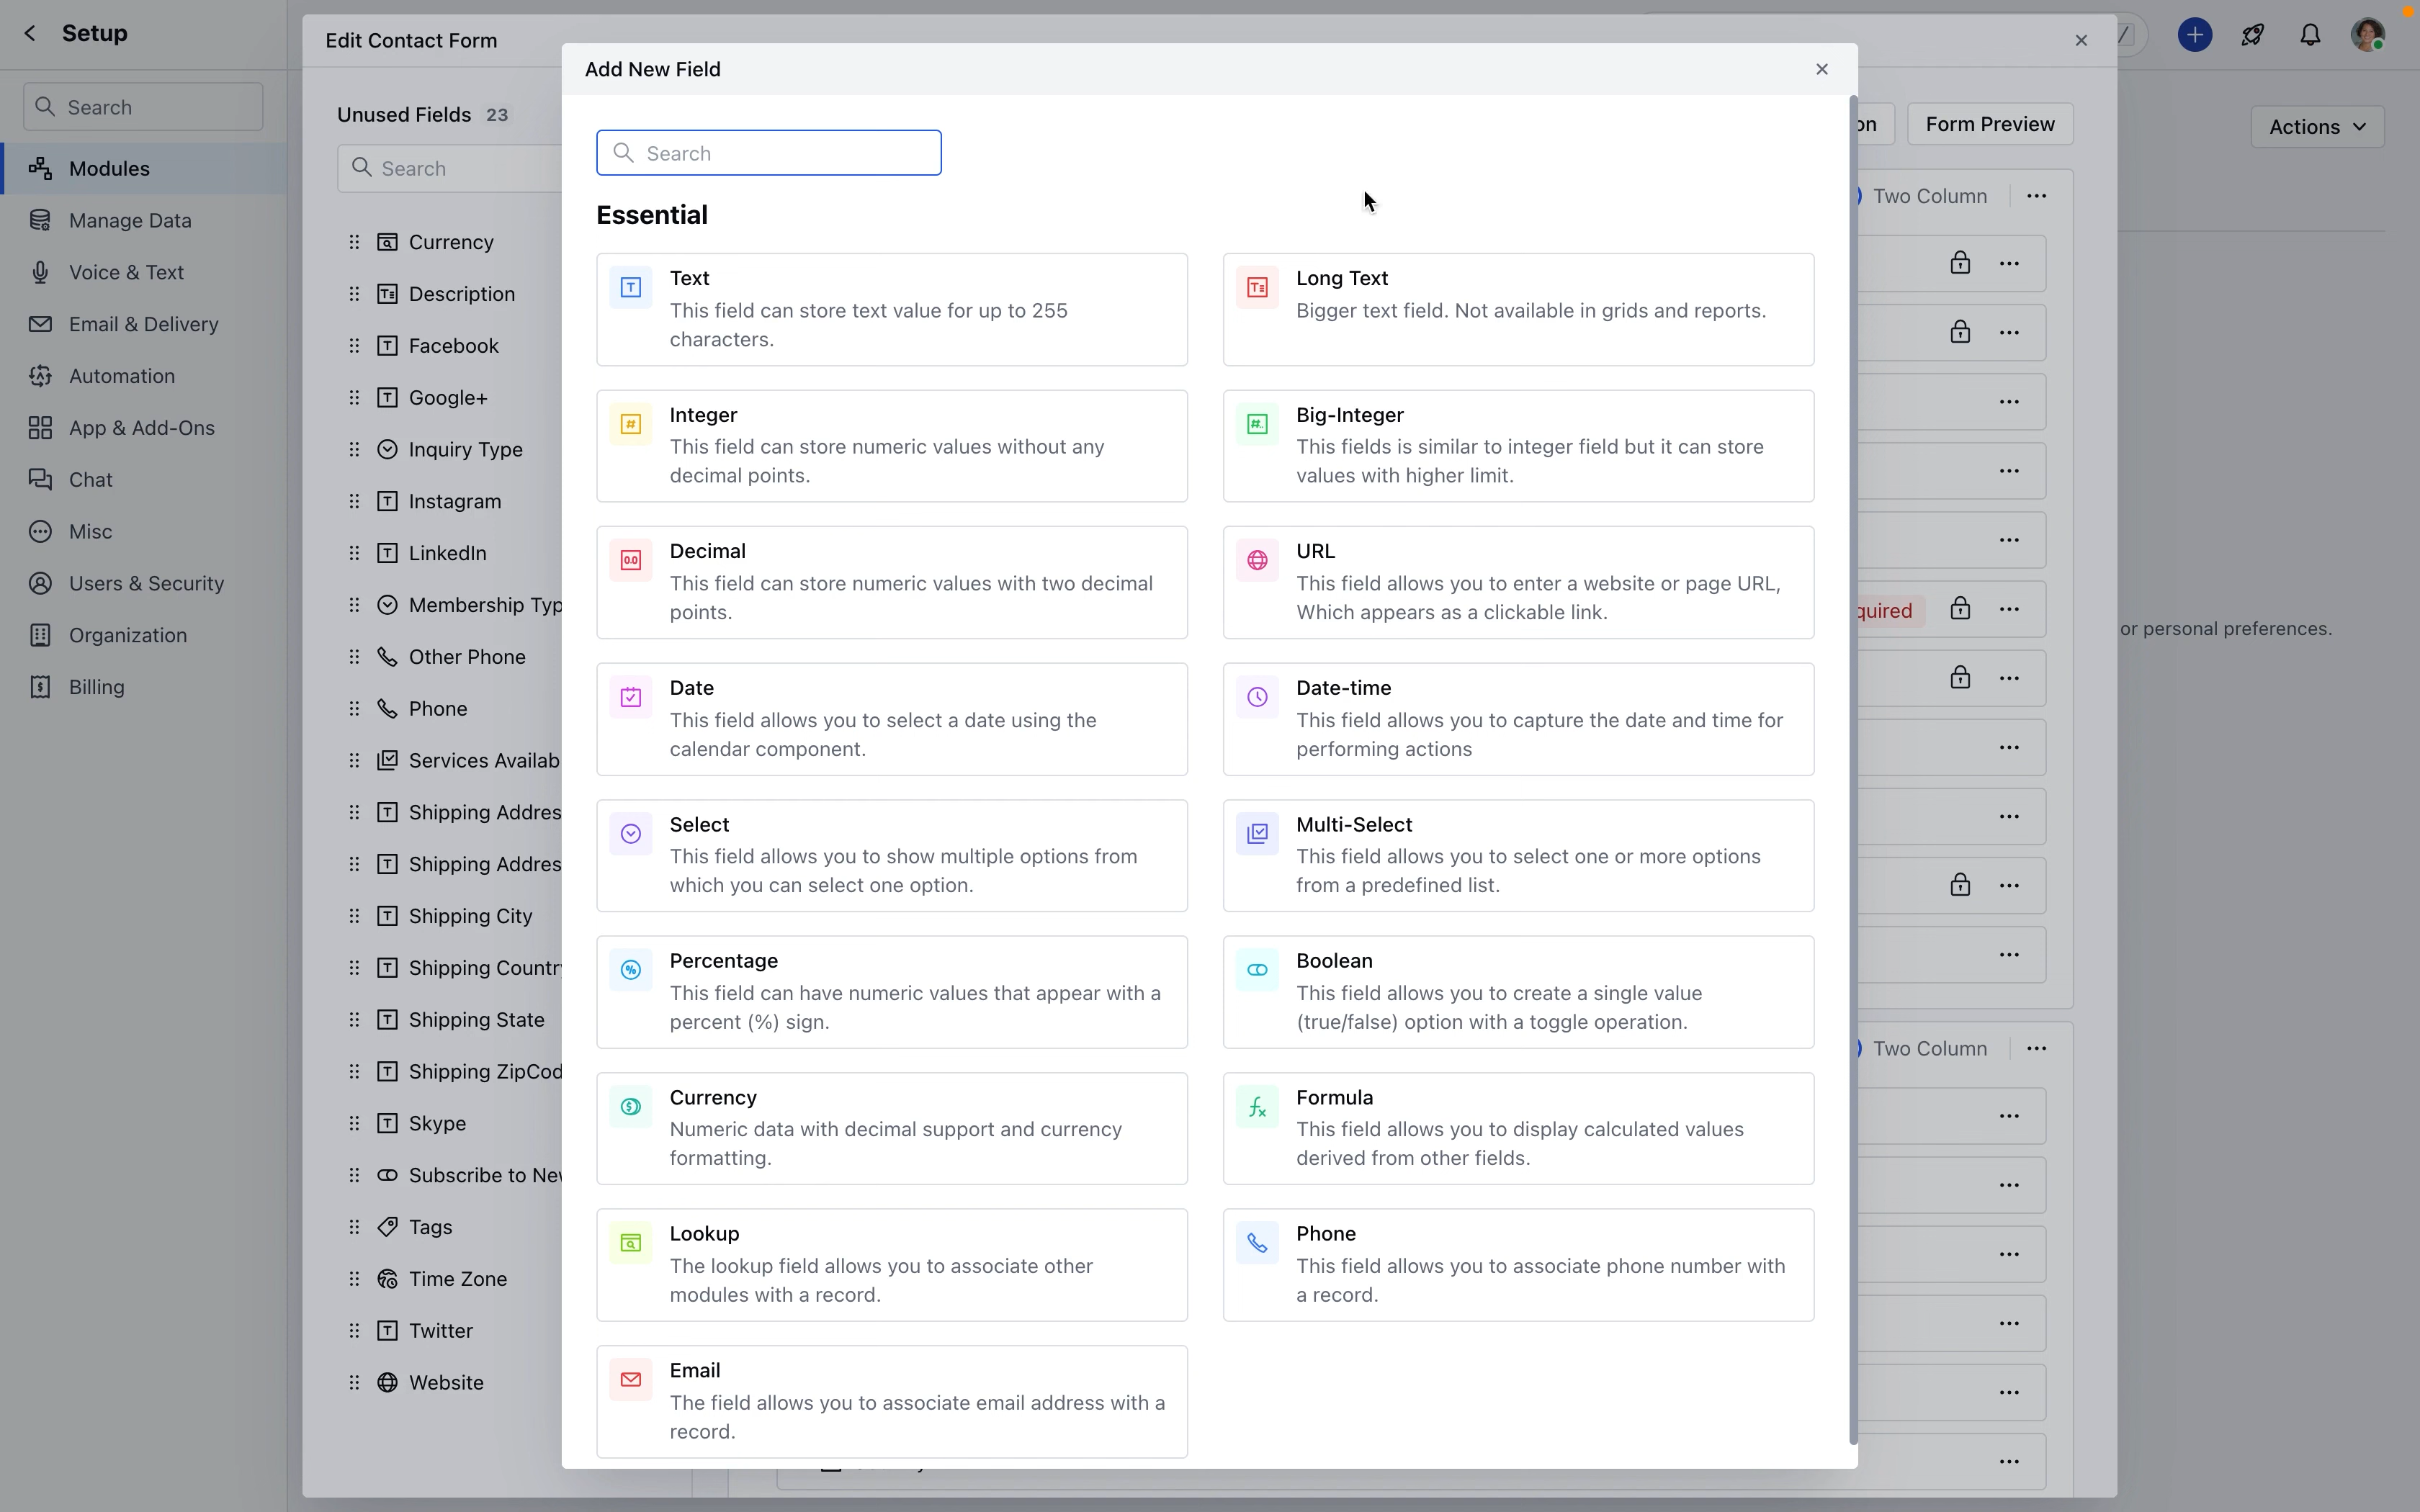 Setup
Search
Modules
Manage Data
Voice & Text
Email & Delivery
Automation
App & Add-Ons
Chat
Misc
Users & Security
Organization
Billing
Edit Contact Form
Unused Fields 23
Search
Currency
Description
Facebook
Google+
Inquiry Type
Instagram
LinkedIn
Membership Typ
Other Phone
Phone
Services Availab
Shipping Addres
Shipping Addres
Shipping City
Shipping Countr
Shipping State
Shipping ZipCod
Skype
Subscribe to Ne
Tags
Time Zone
Twitter
Website
Add New Field
Search
Essential
Text
This field can store text value for up to 255
characters.
Long Text
Bigger text field. Not available in grids and reports.
Integer
This field can store numeric values without any
decimal points.
Big-Integer
This fields is similar to integer field but it can store
values with higher limit.
Decimal
This field can store numeric values with two decimal
points.
URL
This field allows you to enter a website or page URL,
Which appears as a clickable link.
Date
This field allows you to select a date using the
calendar component.
Date-time
This field allows you to capture the date and time for
performing actions
Select
This field allows you to show multiple options from
which you can select one option.
Multi-Select
This field allows you to select one or more options
from a predefined list.
Percentage
This field can have numeric values that appear with a
percent (%) sign.
Boolean
This field allows you to create a single value
(true/false) option with a toggle operation.
Currency
Numeric data with decimal support and currency
formatting.
Formula
This field allows you to display calculated values
derived from other fields.
Lookup
The lookup field allows you to associate other
modules with a record.
Phone
This field allows you to associate phone number with
a record.
Email
The field allows you to associate email address with a
record.
on
Form Preview
Two Column
quired
Two Column
/
Actions
or personal preferences.